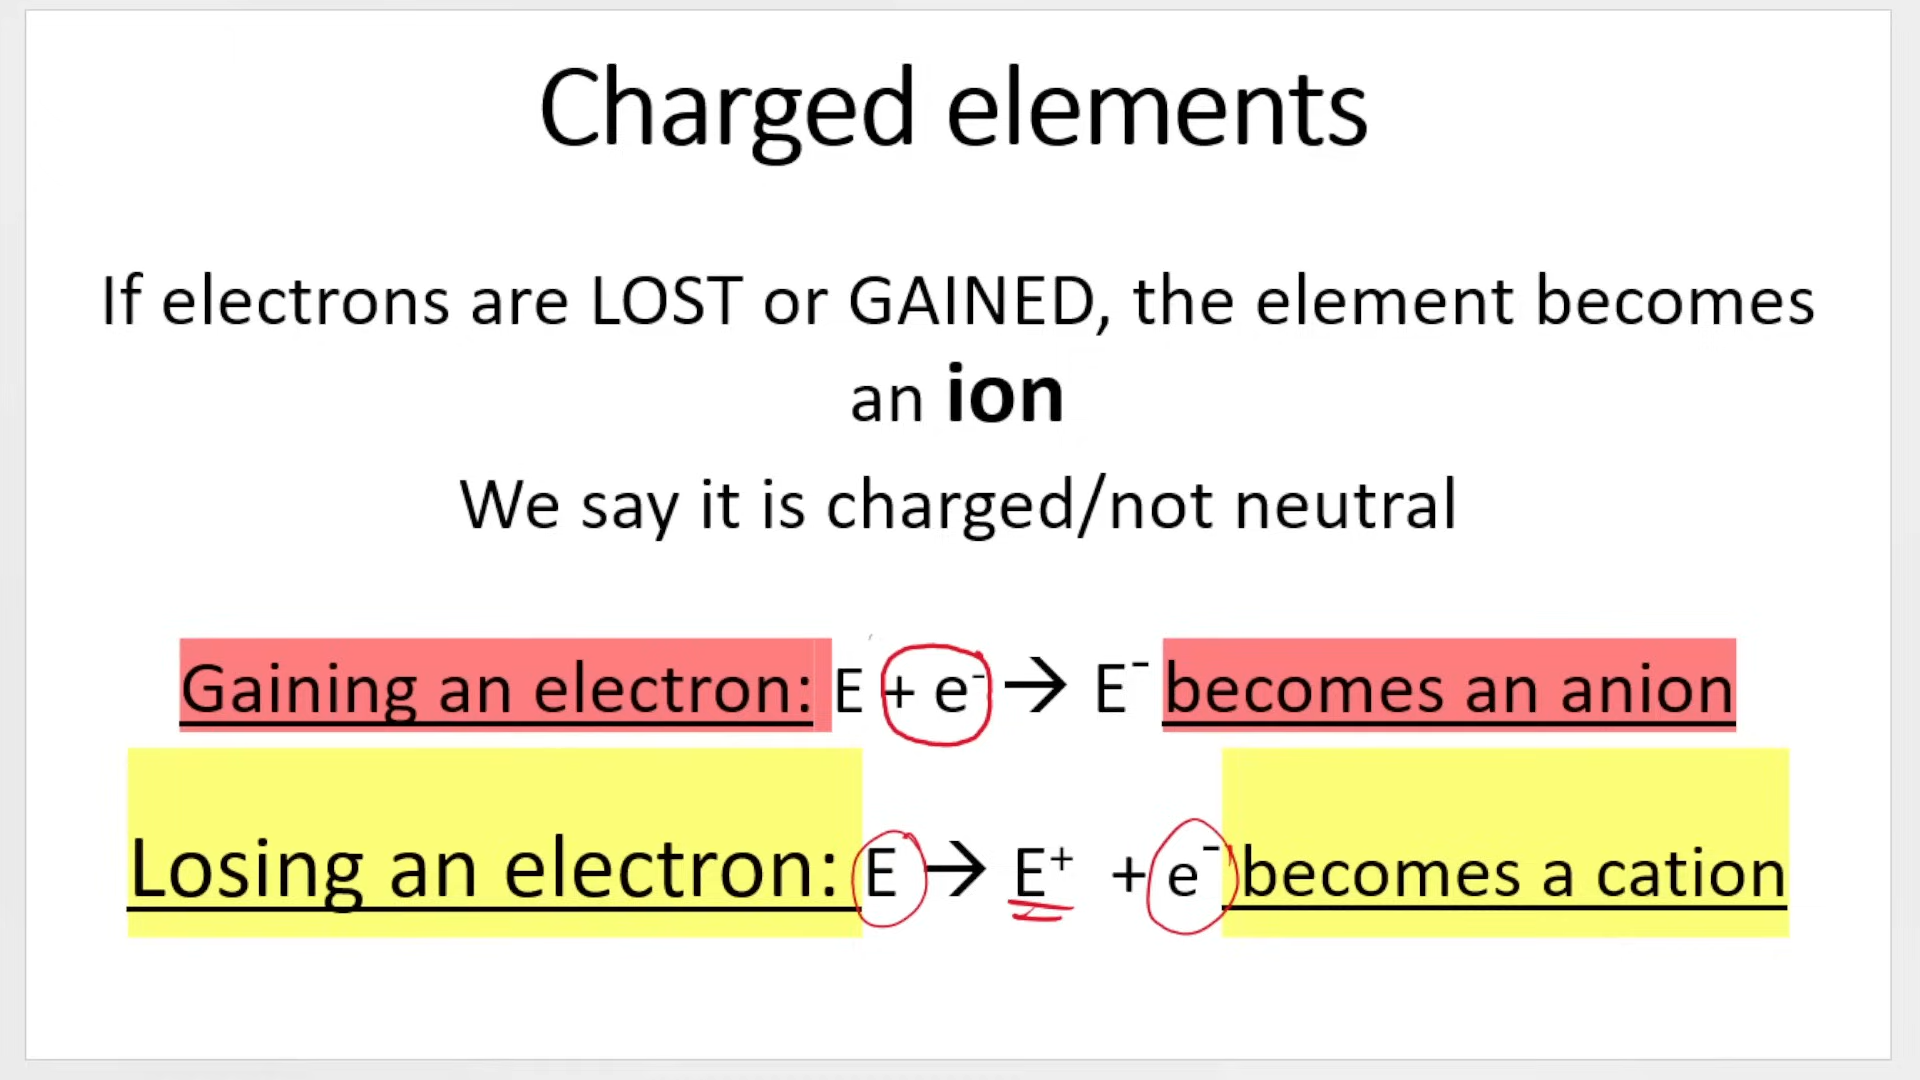 Charged elements
If electrons are LOST or GAINED, the element becomes
an ion
We say it is charged/not neutral
Gaining an electron: E + e⁻ → E⁻ becomes an anion
Losing an electron: E → E⁺ + e⁻ becomes a cation